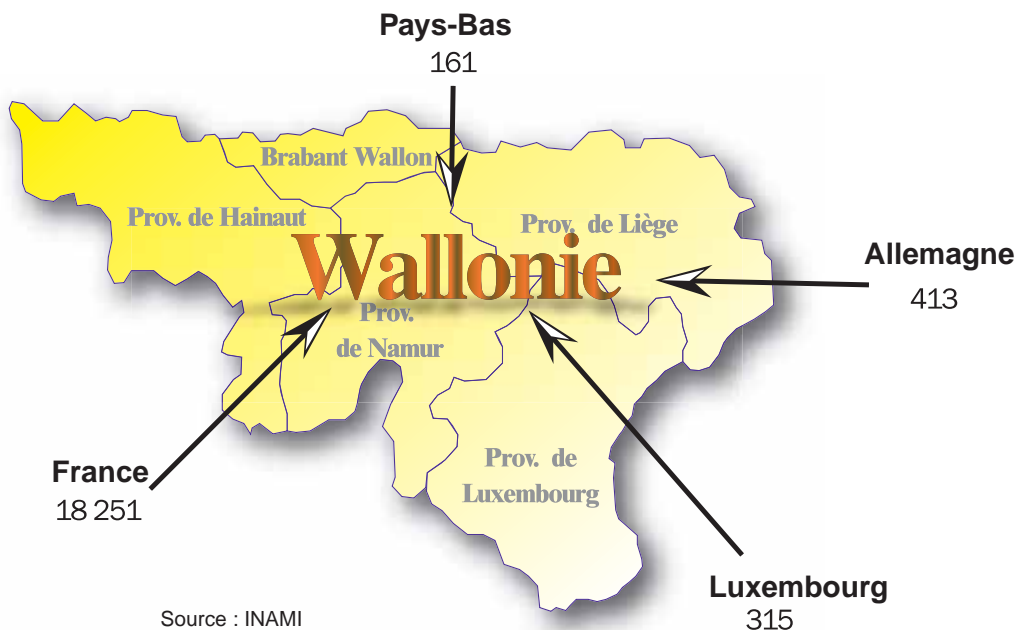 Pays-Bas
161
Brabant Wallon
Prov. de Hainaut
Prov. de Liège
Wallonie
Allemagne
413
Prov.
de Namur
France
18 251
Prov. de
Luxembourg
Luxembourg
315
Source : INAMI